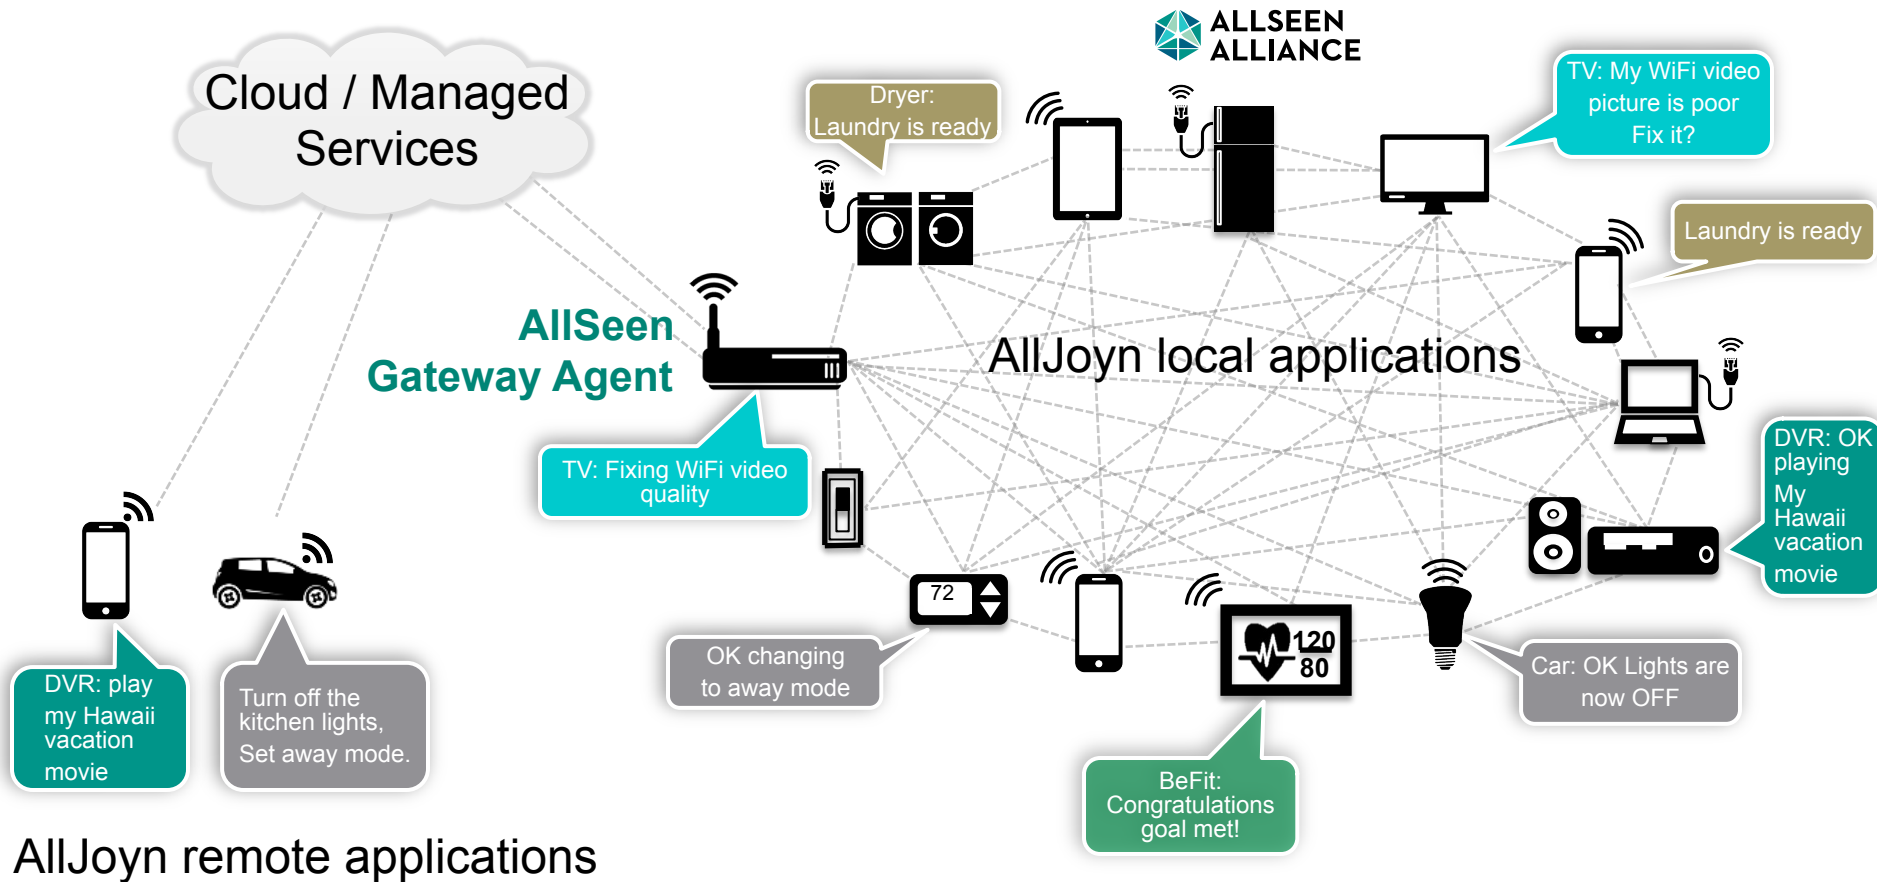 ALLSEEN
ALLIANCE
Cloud / Managed
Services
Dryer:
Laundry is ready
TV: My WiFi video
picture is poor
Fix it?
Laundry is ready
AllSeen
Gateway Agent
AllJoyn local applications
TV: Fixing WiFi video
quality
DVR: OK
playing
My
Hawaii
vacation
movie
72
OK changing
to away mode
120
80
Car: OK Lights are
now OFF
DVR: play
my Hawaii
vacation
movie
Turn off the
kitchen lights,
Set away mode.
BeFit:
Congratulations
goal met!
AllJoyn remote applications